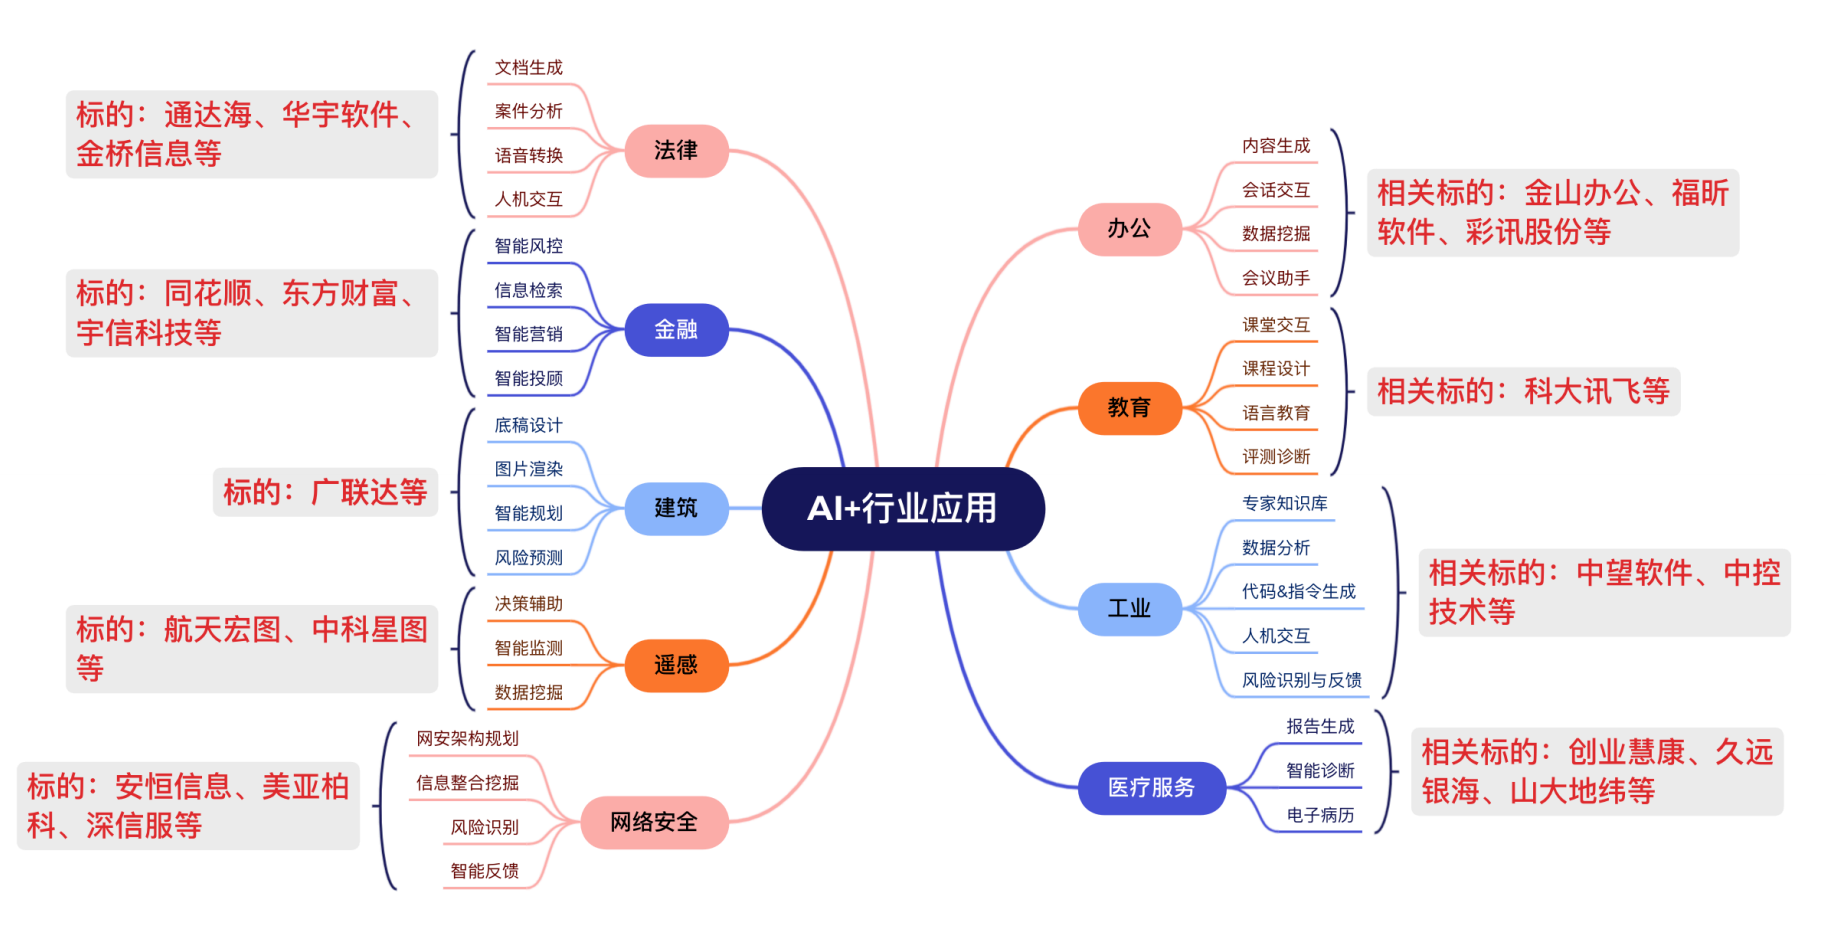 AI+行业应用
法律
文档生成
案件分析
语音转换
人机交互
标的：通达海、华宇软件、
金桥信息等
金融
智能风控
信息检索
智能营销
智能投顾
标的：同花顺、东方财富、
宇信科技等
建筑
底稿设计
图片渲染
智能规划
风险预测
标的：广联达等
遥感
决策辅助
智能监测
数据挖掘
标的：航天宏图、中科星图
等
网络安全
网安架构规划
信息整合挖掘
风险识别
智能反馈
标的：安恒信息、美亚柏
科、深信服等
办公
内容生成
会话交互
数据挖掘
会议助手
相关标的：金山办公、福昕
软件、彩讯股份等
教育
课堂交互
课程设计
语言教育
评测诊断
相关标的：科大讯飞等
工业
专家知识库
数据分析
代码&指令生成
人机交互
风险识别与反馈
相关标的：中望软件、中控
技术等
医疗服务
报告生成
智能诊断
电子病历
相关标的：创业慧康、久远
银海、山大地纬等